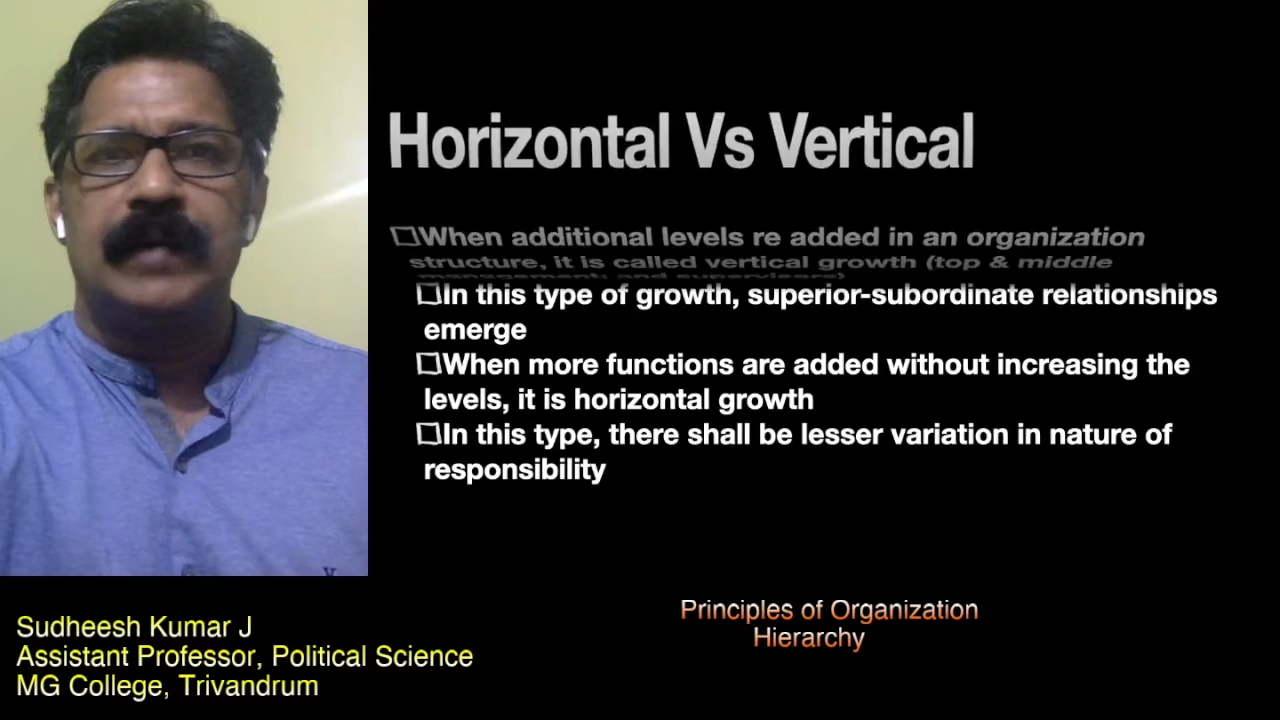 Horizontal Vs Vertical
When additional levels re added in an organization
structure, it is called vertical growth (top & middle
management; and supervisors)
In this type of growth, superior-subordinate relationships
emerge
When more functions are added without increasing the
levels, it is horizontal growth
In this type, there shall be lesser variation in nature of
responsibility
Principles of Organization
Hierarchy
Sudheesh Kumar J
Assistant Professor, Political Science
MG College, Trivandrum